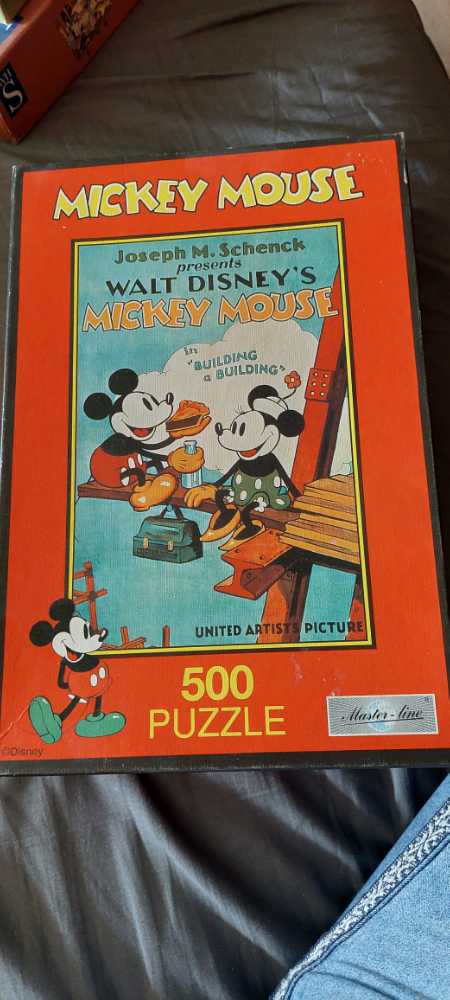 MICKEY MOUSE
Joseph M. Schenck
presents
WALT DISNEY'S
MICKEY MOUSE
in
"BUILDING
a BUILDING"
UNITED ARTISTS PICTURE
500
PUZZLE
Master-line
®
©Disney